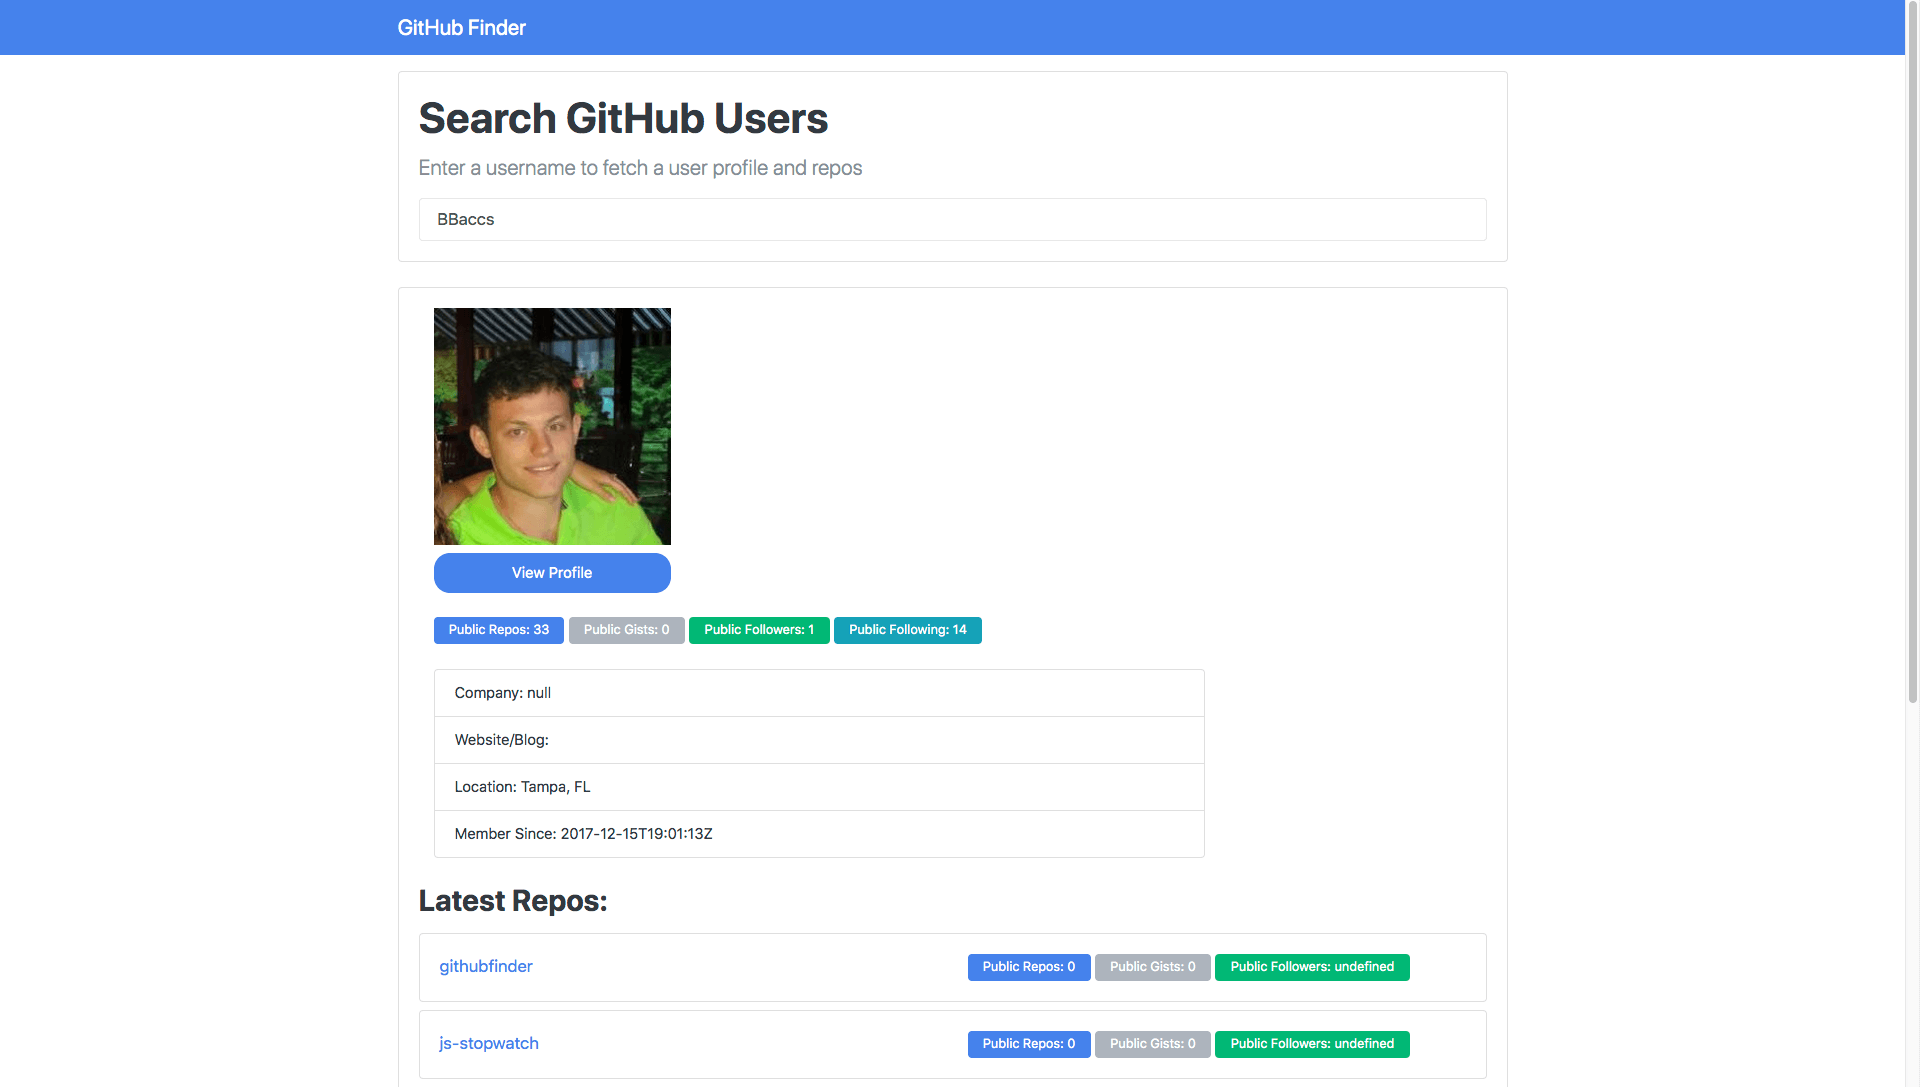 GitHub Finder
Search GitHub Users
Enter a username to fetch a user profile and repos
BBaccs
View Profile
Public Repos: 33 Public Gists: 0 Public Followers: 1 Public Following: 14
Company: null
Website/Blog:
Location: Tampa, FL
Member Since: 2017-12-15T19:01:13Z
Latest Repos:
githubfinder Public Repos: 0 Public Gists: 0 Public Followers: undefined
js-stopwatch Public Repos: 0 Public Gists: 0 Public Followers: undefined